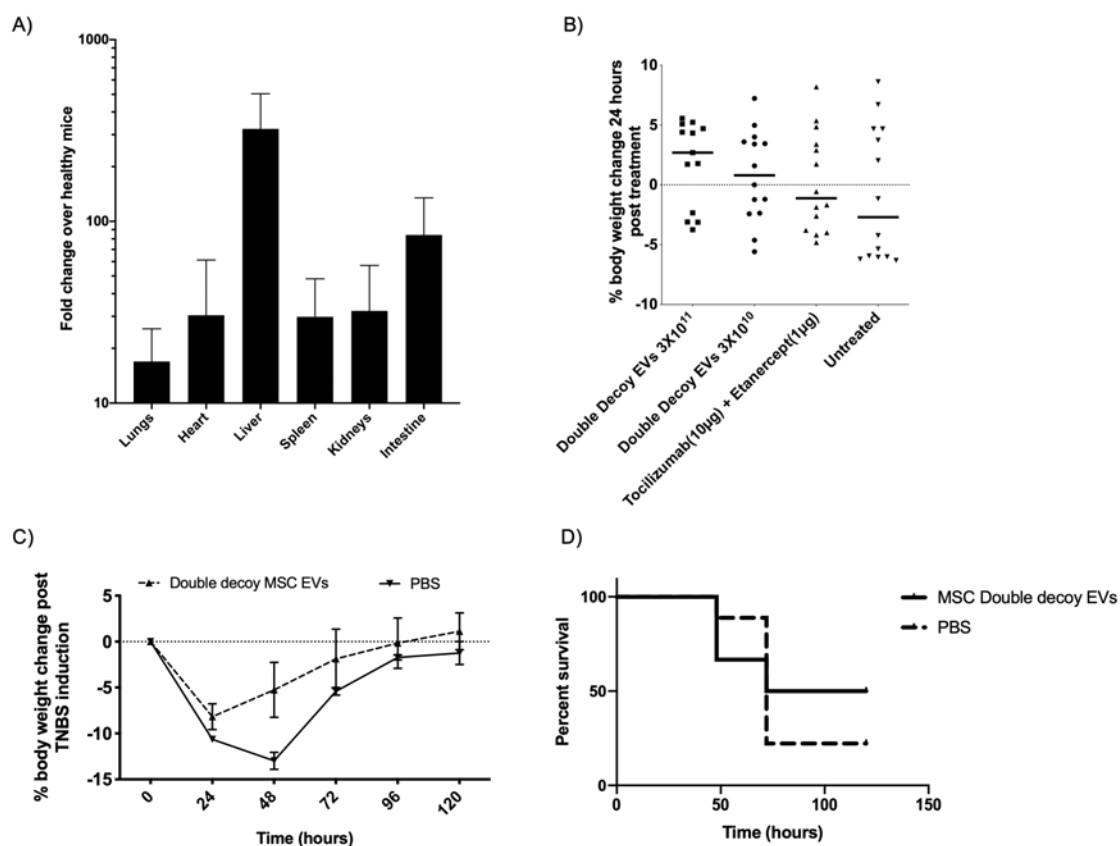 A)
Fold change over healthy mice
1000
100
10
Lungs
Heart
Liver
Spleen
Kidneys
Intestine
B)
% body weight change 24 hours
post treatment
10
5
0
-5
-10
Double Decoy EVs 3X10¹¹
Double Decoy EVs 3X10¹⁰
Tocilizumab(10µg) + Etanercept(1µg)
Untreated
C)
Double decoy MSC EVs
PBS
% body weight change post
TNBS induction
5
0
-5
-10
-15
0
24
48
72
96
120
Time (hours)
D)
MSC Double decoy EVs
PBS
Percent survival
100
50
0
0
50
100
150
Time (hours)